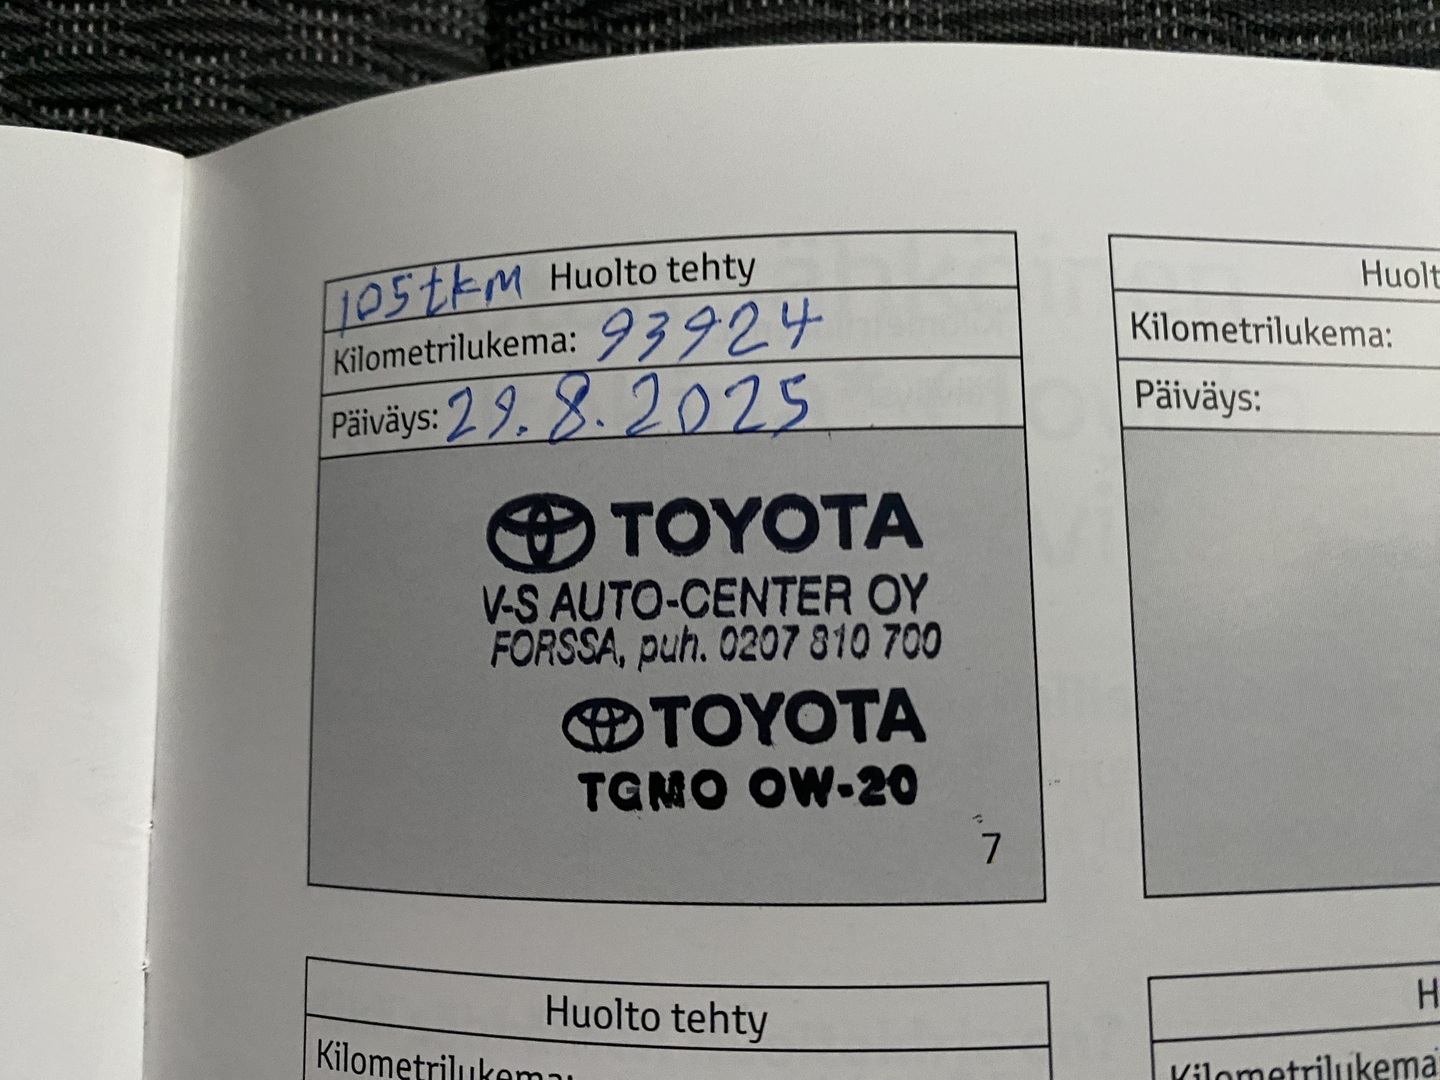 105tkm Huolto tehty
Kilometrilukema: 93924
Päiväys: 29.8.2025
TOYOTA
V-S AUTO-CENTER OY
FORSSA, puh. 0207 810 700
TOYOTA
TGMO 0W-20
7
Huolto tehty
Kilometrilukema:
Huolt
Kilometrilukema:
Päiväys:
H
Kilometrilukema